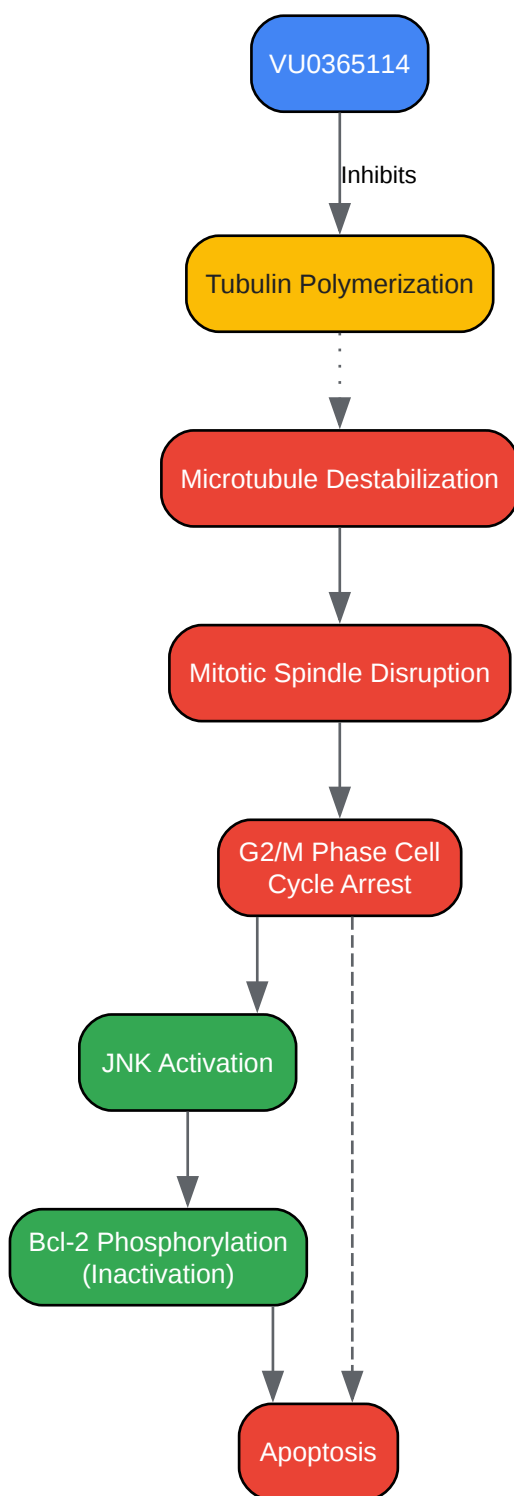 VU0365114
Inhibits
Tubulin Polymerization
Microtubule Destabilization
Mitotic Spindle Disruption
G2/M Phase Cell
Cycle Arrest
JNK Activation
Bcl-2 Phosphorylation
(Inactivation)
Apoptosis